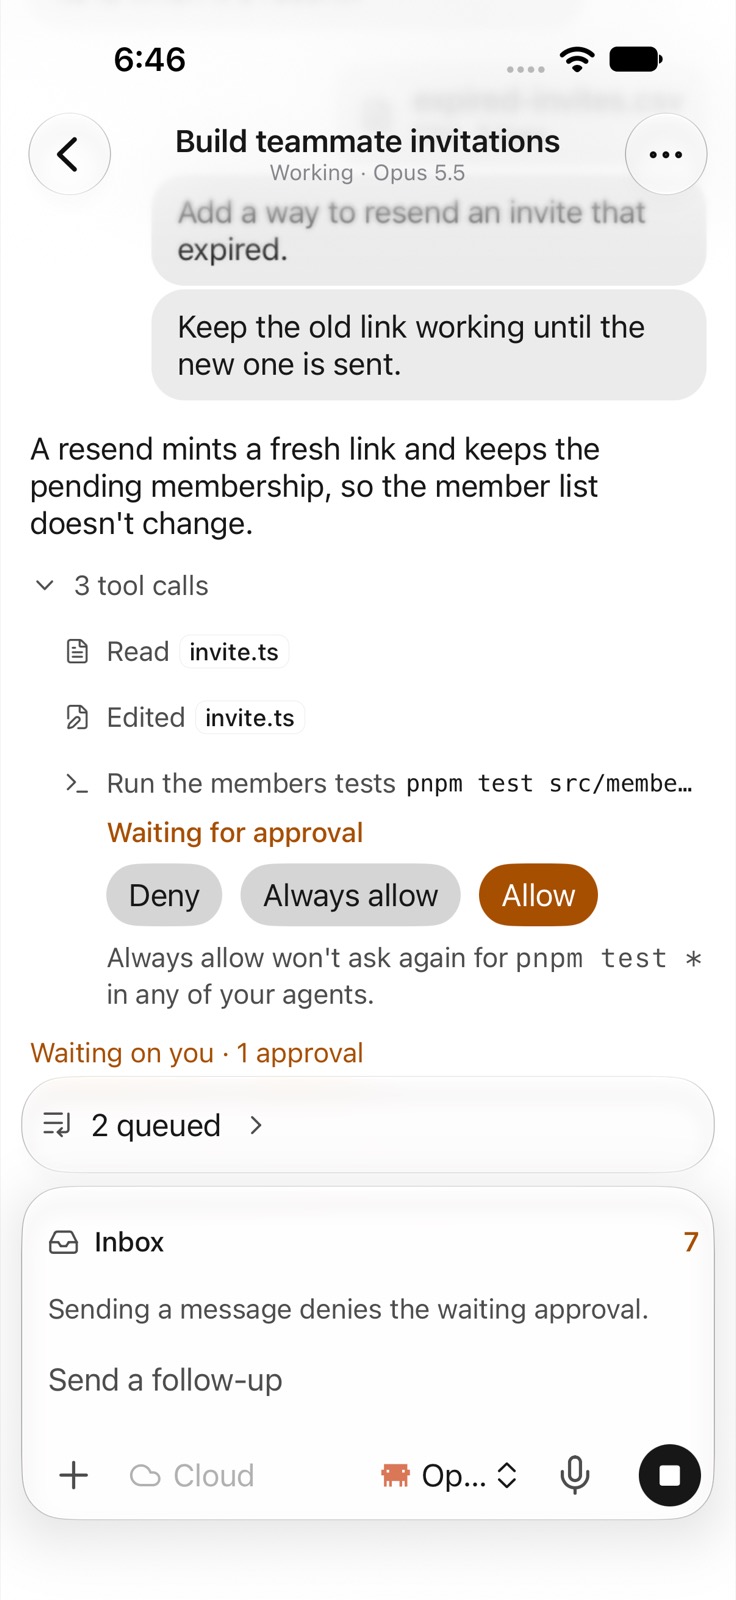 6:46
expired-invites.csv
Build teammate invitations
Working · Opus 5.5
Add a way to resend an invite that
expired.
Keep the old link working until the
new one is sent.
A resend mints a fresh link and keeps the
pending membership, so the member list
doesn't change.
3 tool calls
Read invite.ts
Edited invite.ts
Run the members tests pnpm test src/membe…
Waiting for approval
Deny Always allow Allow
Always allow won't ask again for pnpm test *
in any of your agents.
Waiting on you · 1 approval
2 queued
Inbox 7
Sending a message denies the waiting approval.
Send a follow-up
Cloud Op...